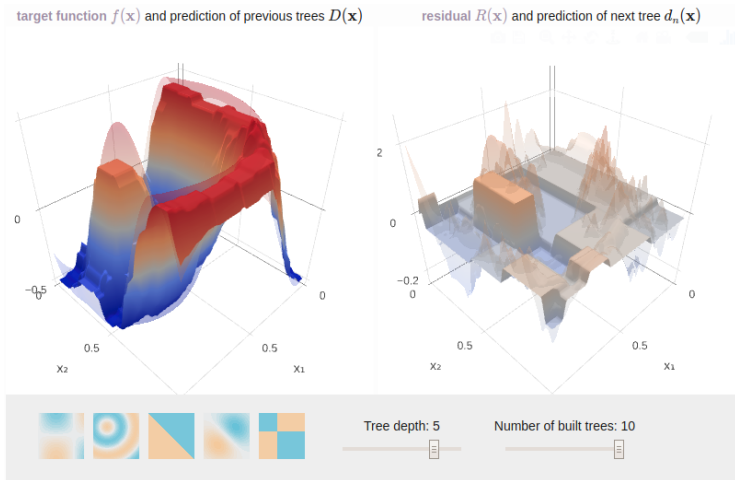 target function f(x) and prediction of previous trees D(x)
residual R(x) and prediction of next tree dₙ(x)
0
−0.5
0
0.5
x₂
0.5
x₁
0
2
0
−0.2
0
0.5
x₂
0.5
x₁
0
Tree depth: 5
Number of built trees: 10